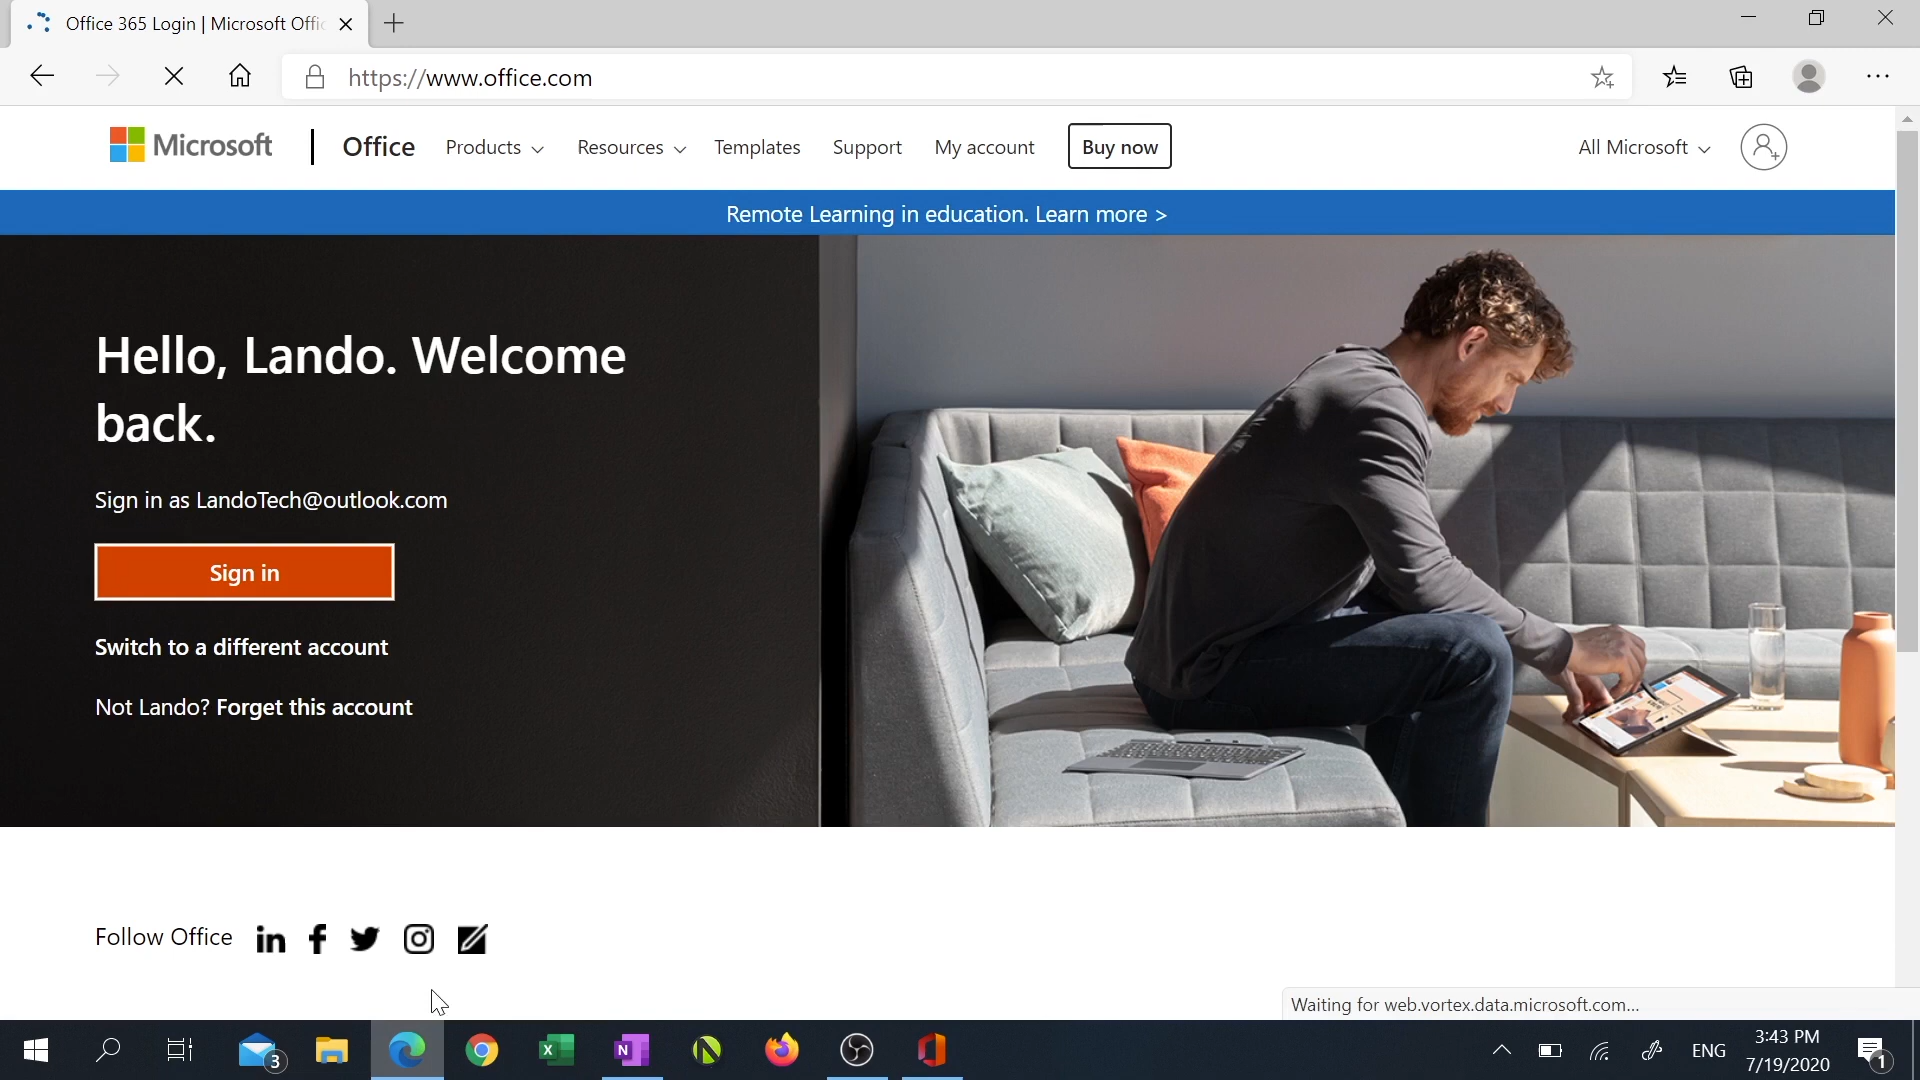 Office 365 Login | Microsoft Offic
https://www.office.com
Microsoft
Office
Products
Resources
Templates
Support
My account
Buy now
All Microsoft
Remote Learning in education. Learn more >
Hello, Lando. Welcome
back.
Sign in as LandoTech@outlook.com
Sign in
Switch to a different account
Not Lando? Forget this account
Follow Office
Waiting for web.vortex.data.microsoft.com...
3
ENG
3:43 PM
7/19/2020
1